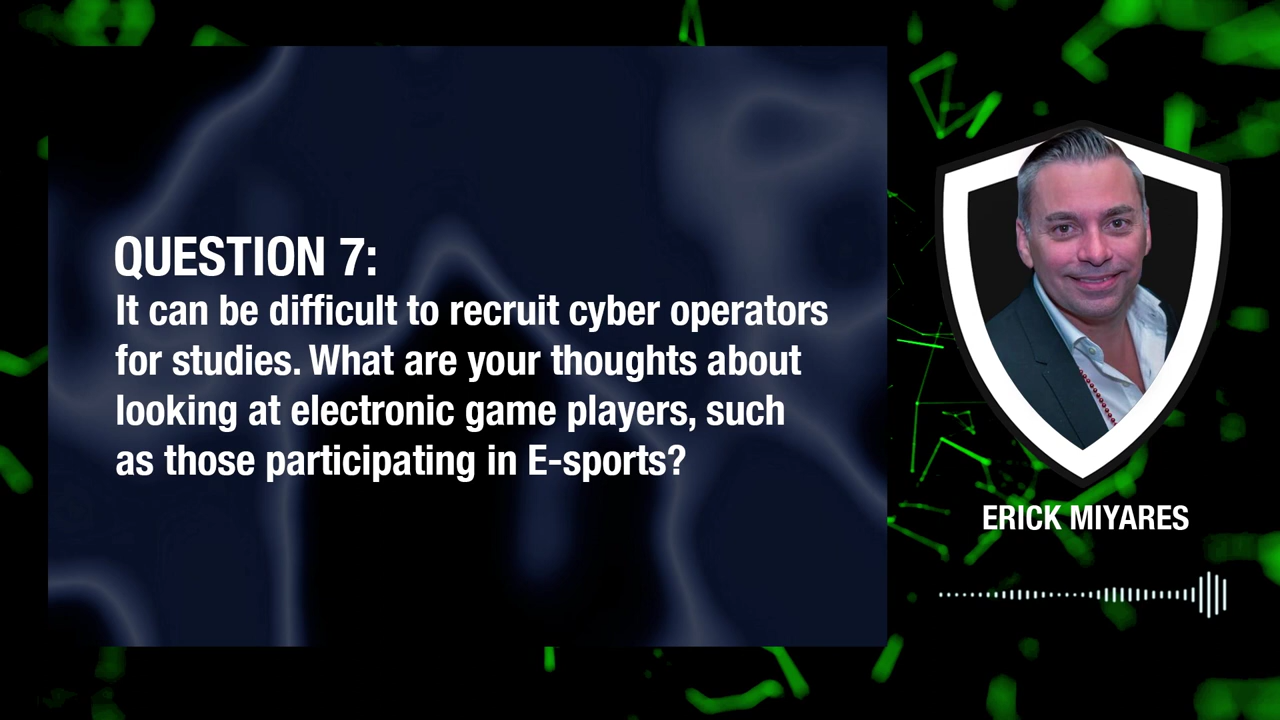 QUESTION 7:
It can be difficult to recruit cyber operators
for studies. What are your thoughts about
looking at electronic game players, such
as those participating in E-sports?
ERICK MIYARES